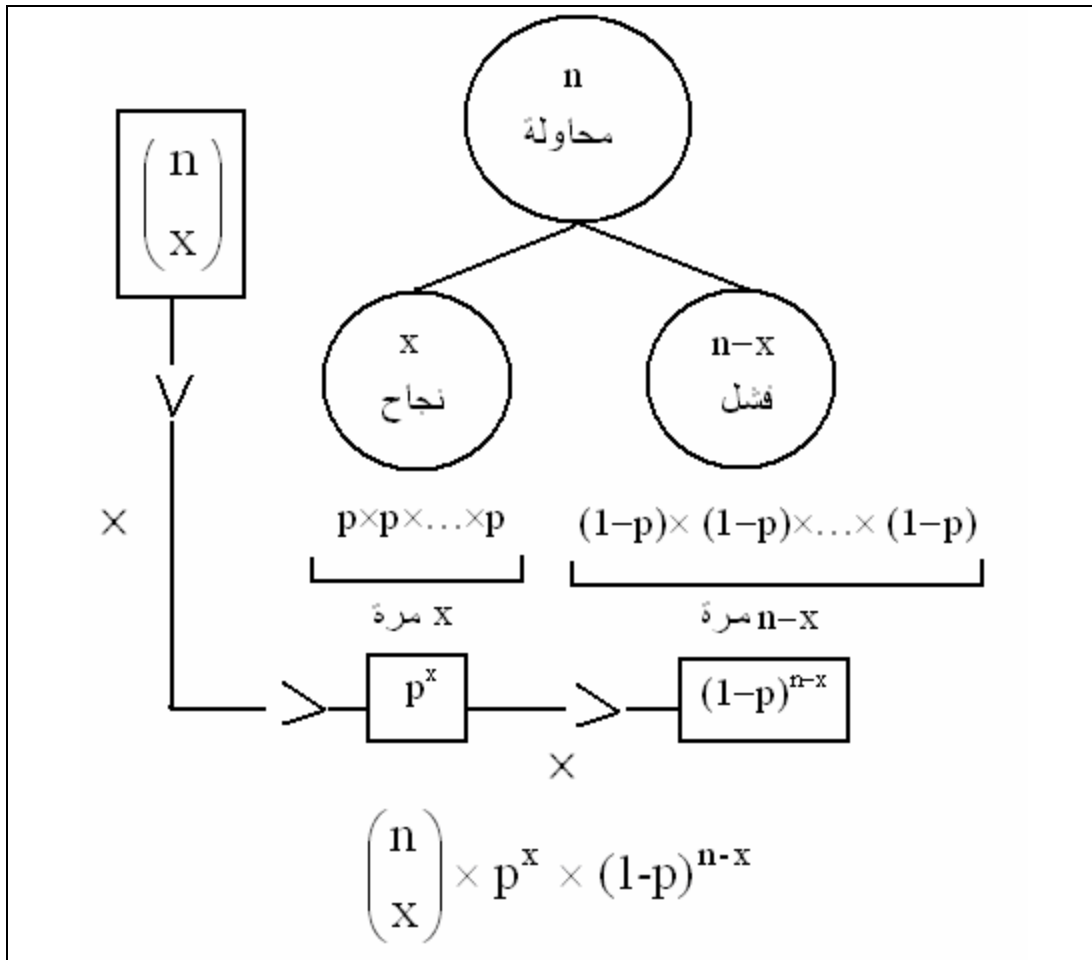 n
محاولة
(n
x)
x
نجاح
n–x
فشل
×
p×p×…×p
(1–p)× (1–p)×…× (1–p)
x مرة
n–x مرة
p^x
(1–p)^n–x
×
(n
x) × p^x × (1-p)^n-x